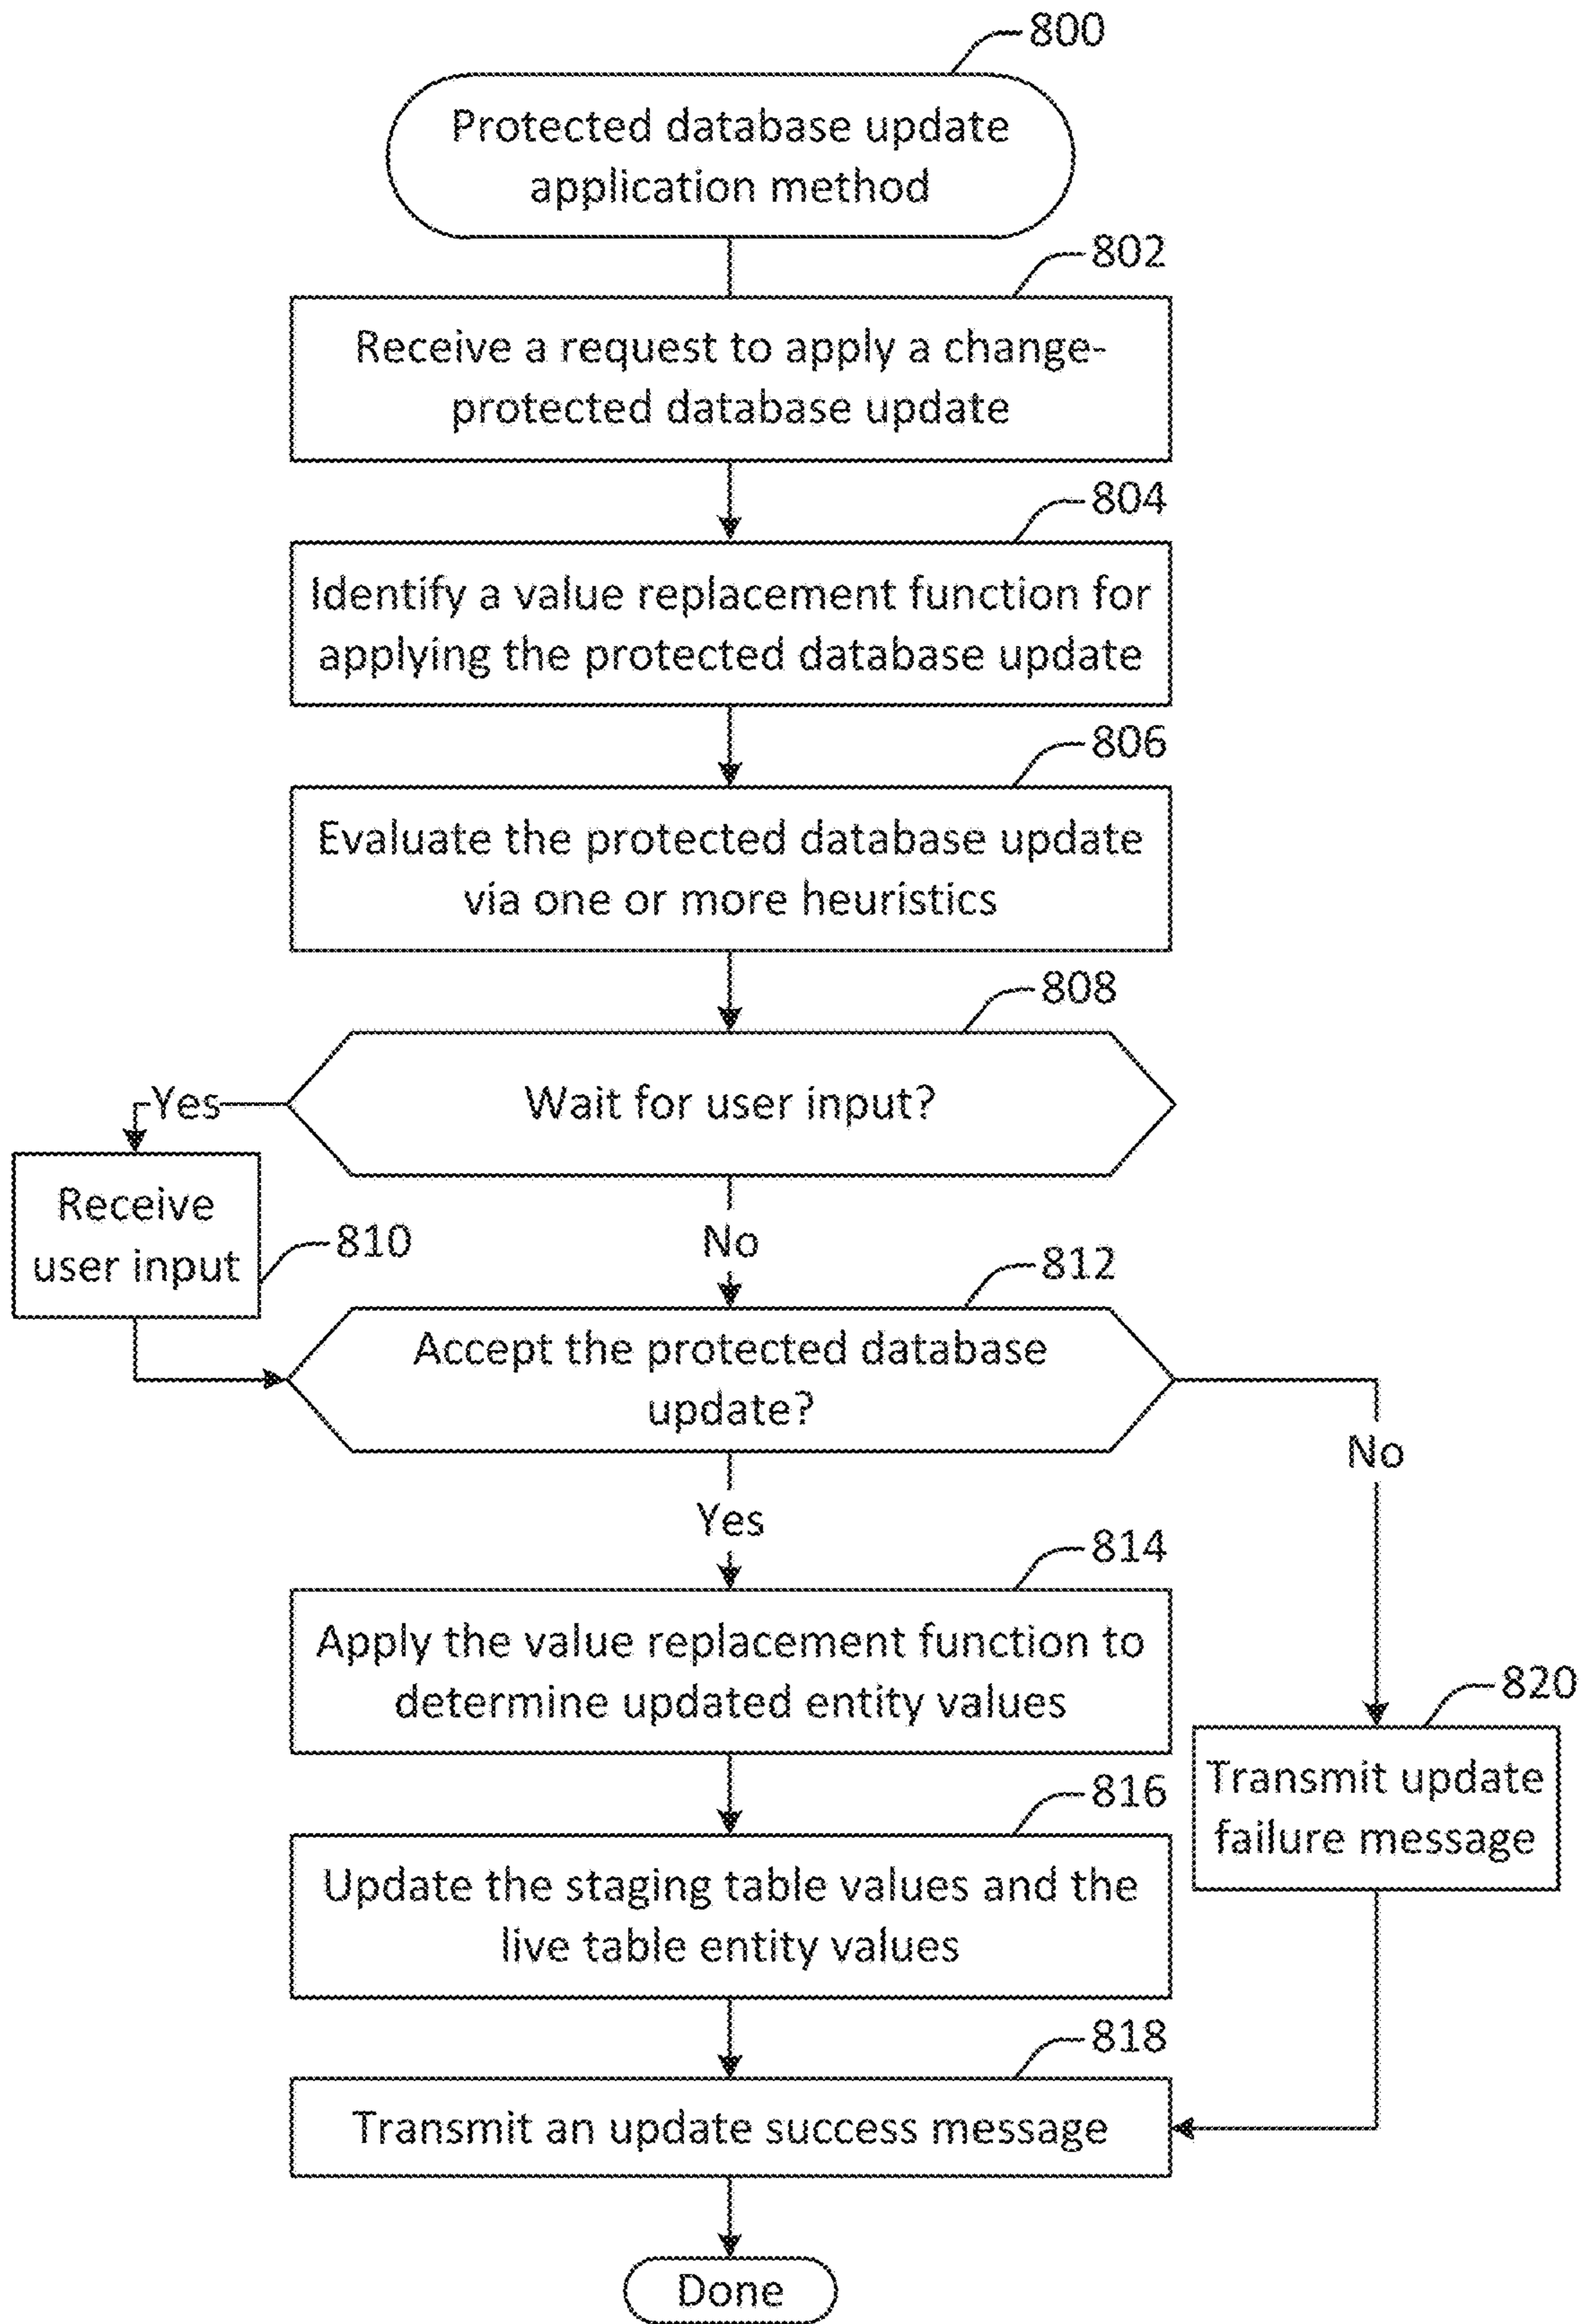 800
Protected database update
application method
802
Receive a request to apply a change-
protected database update
804
Identify a value replacement function for
applying the protected database update
806
Evaluate the protected database update
via one or more heuristics
808
Wait for user input?
Yes
Receive
user input
810
No
812
Accept the protected database
update?
No
Yes
814
Apply the value replacement function to
determine updated entity values
820
Transmit update
failure message
816
Update the staging table values and the
live table entity values
818
Transmit an update success message
Done